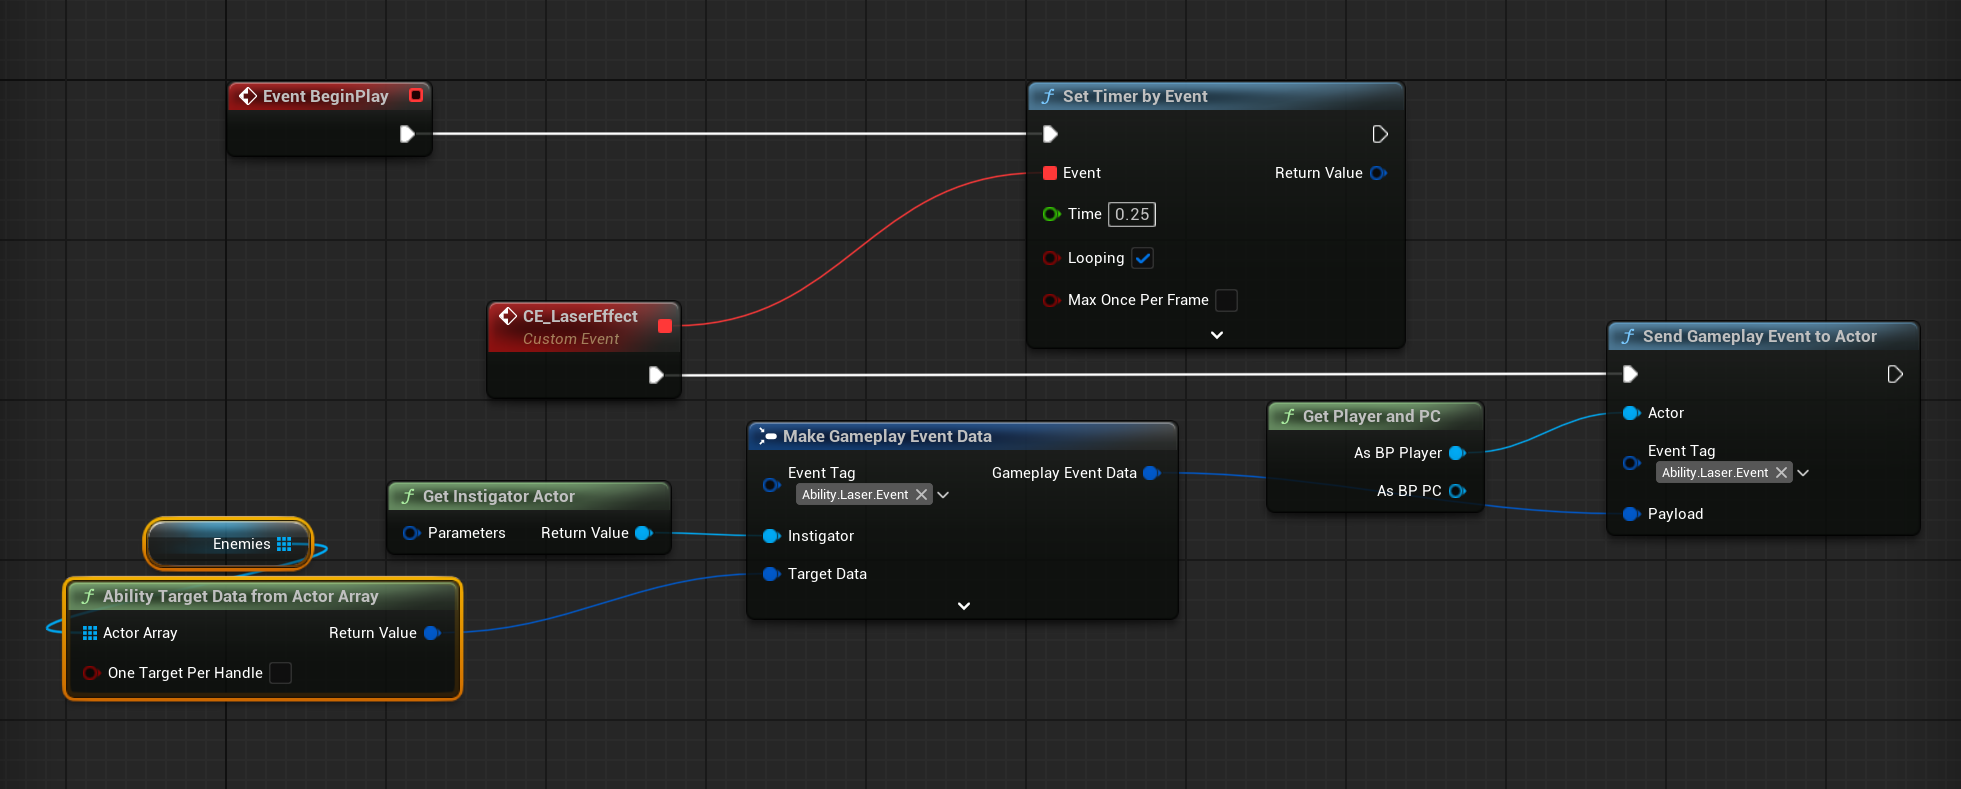 Event BeginPlay
Set Timer by Event
Event
Return Value
Time 0.25
Looping
Max Once Per Frame
CE_LaserEffect
Custom Event
Send Gameplay Event to Actor
Actor
Event Tag
Ability.Laser.Event
Payload
Get Player and PC
As BP Player
As BP PC
Make Gameplay Event Data
Event Tag
Gameplay Event Data
Ability.Laser.Event
Instigator
Target Data
Get Instigator Actor
Parameters
Return Value
Enemies
Ability Target Data from Actor Array
Actor Array
Return Value
One Target Per Handle